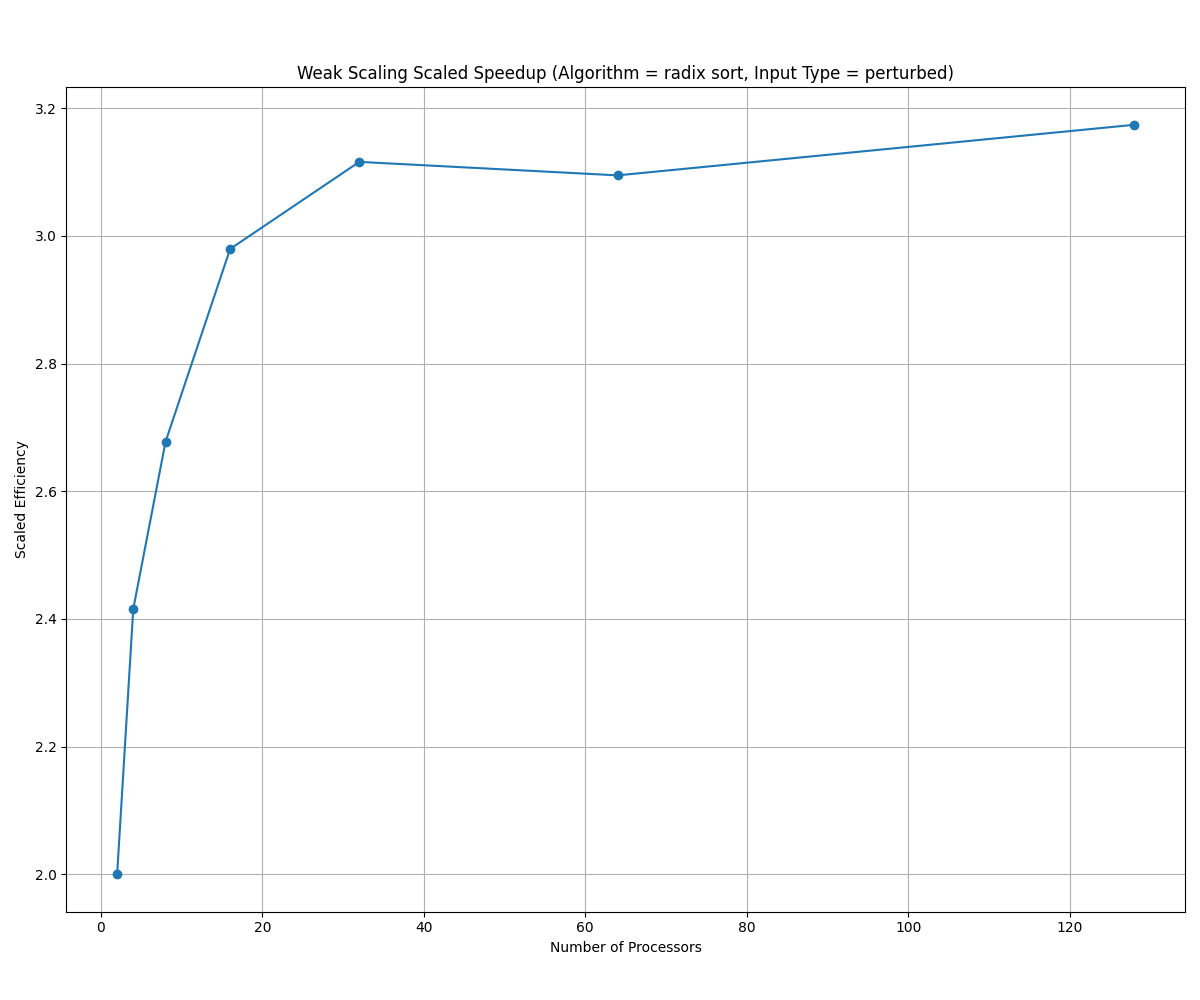 Weak Scaling Scaled Speedup (Algorithm = radix sort, Input Type = perturbed)
3.2
3.0
2.8
2.6
2.4
2.2
2.0
Scaled Efficiency
0 20 40 60 80 100 120
Number of Processors